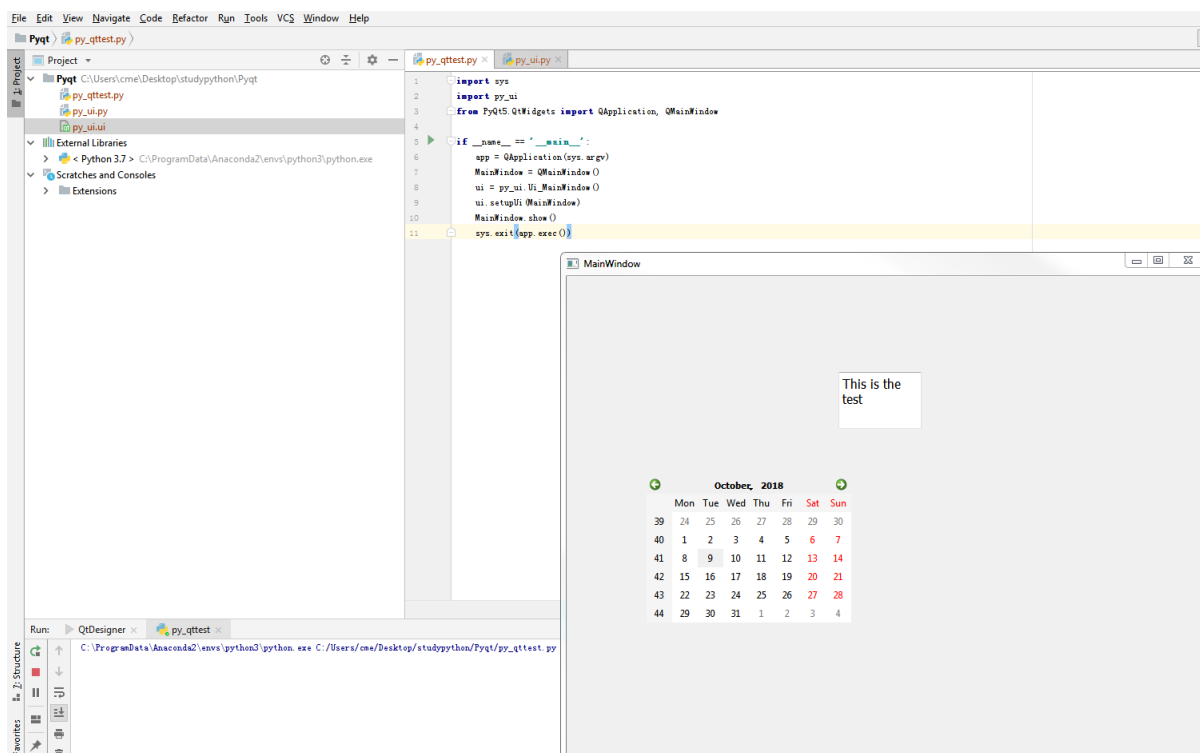 File Edit View Navigate Code Refactor Run Tools VCS Window Help
Pyqt py_qttest.py
1: Project
Project
Pyqt C:\Users\cme\Desktop\studypython\Pyqt
py_qttest.py
py_ui.py
py_ui.ui
External Libraries
< Python 3.7 > C:\ProgramData\Anaconda2\envs\python3\python.exe
Scratches and Consoles
Extensions
py_qttest.py py_ui.py
1 import sys
2 import py_ui
3 from PyQt5.QtWidgets import QApplication, QMainWindow
4
5 if __name__ == '__main__':
6 app = QApplication(sys.argv)
7 MainWindow = QMainWindow()
8 ui = py_ui.Ui_MainWindow()
9 ui.setupUi(MainWindow)
10 MainWindow.show()
11 sys.exit(app.exec())
MainWindow
This is the
test
October, 2018
Mon Tue Wed Thu Fri Sat Sun
39 24 25 26 27 28 29 30
40 1 2 3 4 5 6 7
41 8 9 10 11 12 13 14
42 15 16 17 18 19 20 21
43 22 23 24 25 26 27 28
44 29 30 31 1 2 3 4
Run: QtDesigner py_qttest
C:\ProgramData\Anaconda2\envs\python3\python.exe C:/Users/cme/Desktop/studypython/Pyqt/py_qttest.py
7: Structure
Favorites